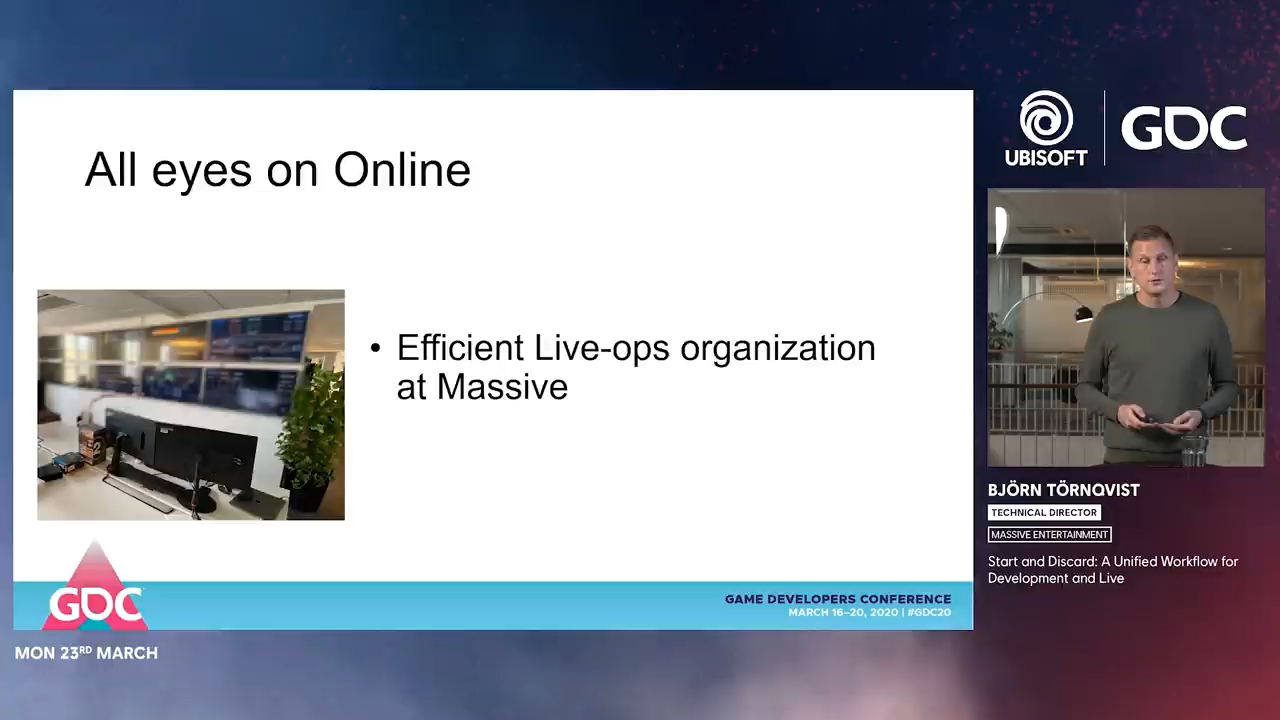 All eyes on Online
• Efficient Live-ops organization
at Massive
GDC
GAME DEVELOPERS CONFERENCE
MARCH 16–20, 2020 | #GDC20
MON 23RD MARCH
UBISOFT
GDC
BJÖRN TÖRNQVIST
TECHNICAL DIRECTOR
MASSIVE ENTERTAINMENT
Start and Discard: A Unified Workflow for
Development and Live